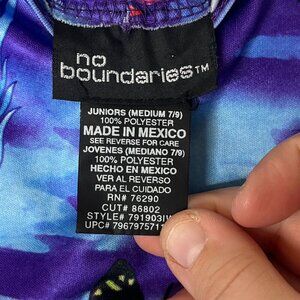 no
boundaries™
JUNIORS (MEDIUM 7/9)
100% POLYESTER
MADE IN MEXICO
SEE REVERSE FOR CARE
JOVENES (MEDIANO 7/9)
100% POLYESTER
HECHO EN MEXICO
VER AL REVERSO
PARA EL CUIDADO
RN# 76290
CUT# 86802
STYLE# 791903
UPC#